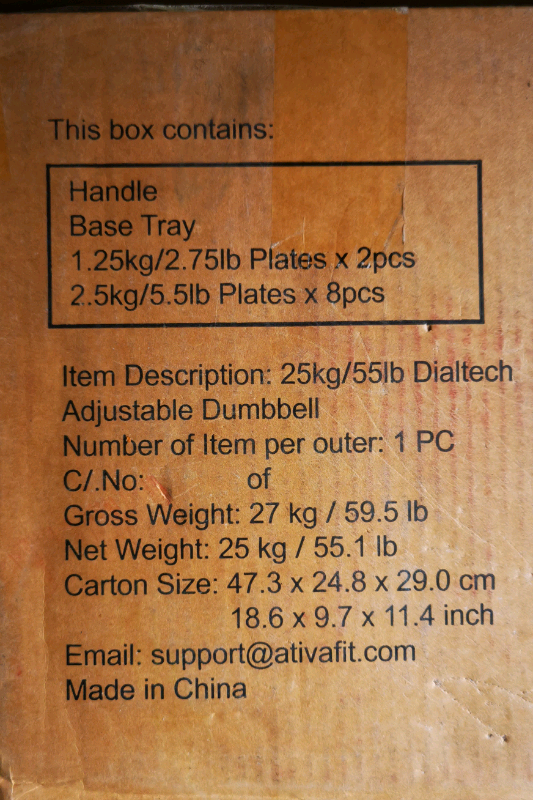 This box contains:
Handle
Base Tray
1.25kg/2.75lb Plates x 2pcs
2.5kg/5.5lb Plates x 8pcs
Item Description: 25kg/55lb Dialtech
Adjustable Dumbbell
Number of Item per outer: 1 PC
C/.No: of
Gross Weight: 27 kg / 59.5 lb
Net Weight: 25 kg / 55.1 lb
Carton Size: 47.3 x 24.8 x 29.0 cm
18.6 x 9.7 x 11.4 inch
Email: support@ativafit.com
Made in China